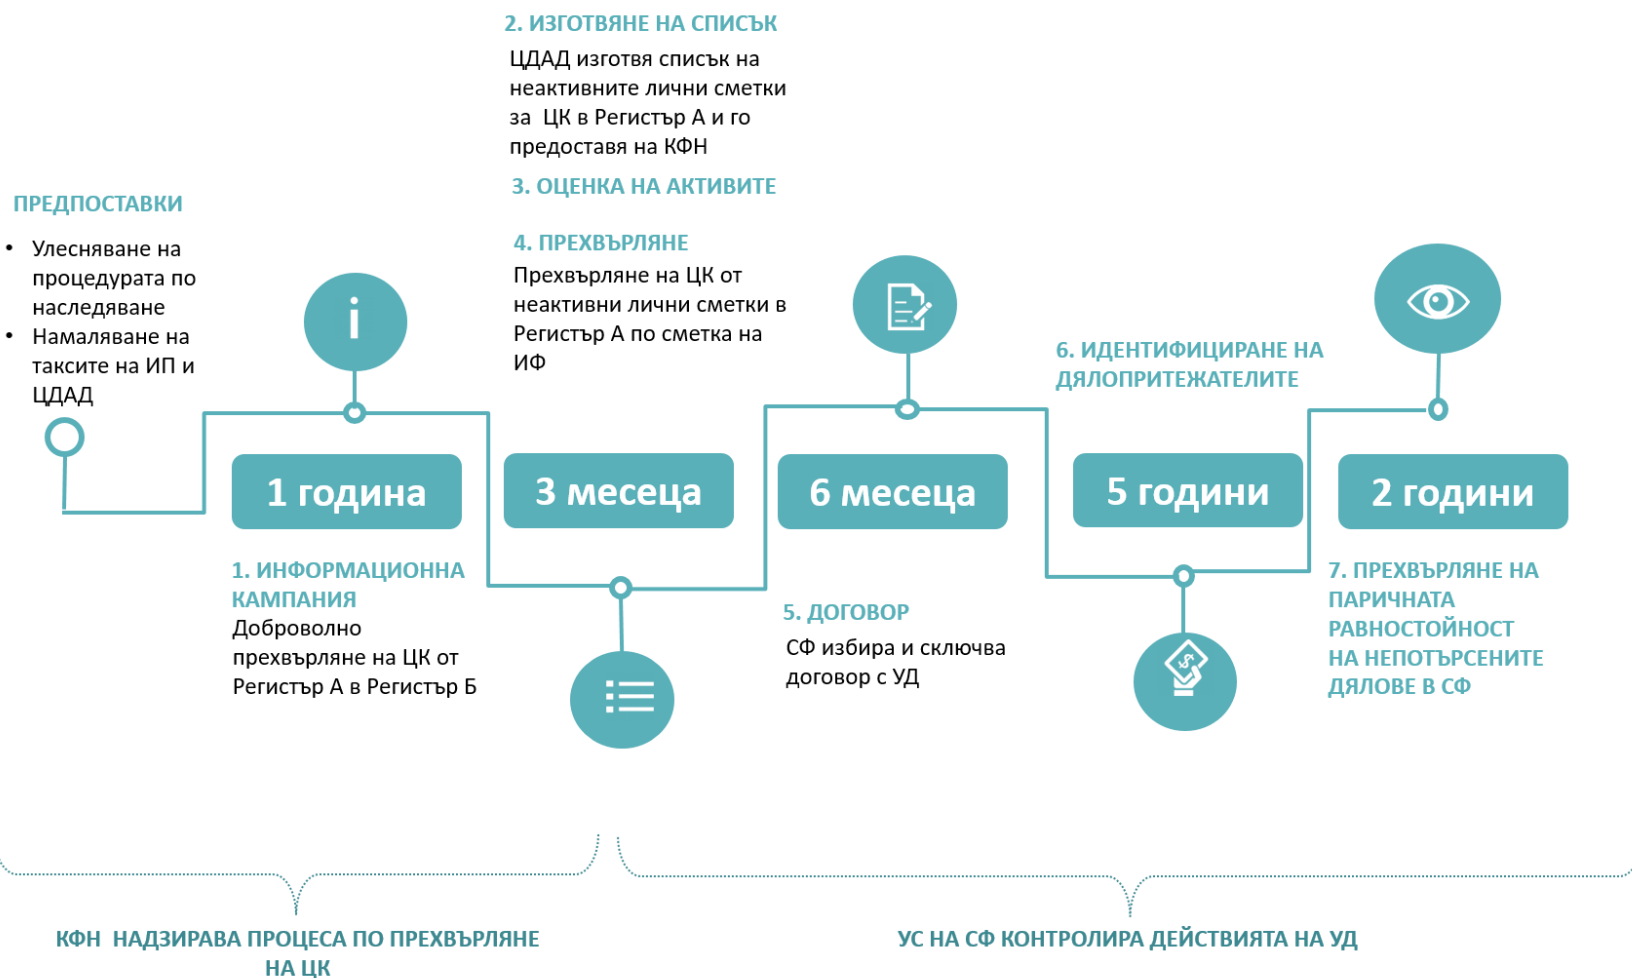 ПРЕДПОСТАВКИ
• Улесняване на
процедурата по
наследяване
• Намаляване на
таксите на ИП и
ЦДАД
i
1 година
1. ИНФОРМАЦИОННА
КАМПАНИЯ
Доброволно
прехвърляне на ЦК от
Регистър А в Регистър Б
2. ИЗГОТВЯНЕ НА СПИСЪК
ЦДАД изготвя списък на
неактивните лични сметки
за ЦК в Регистър А и го
предоставя на КФН
3. ОЦЕНКА НА АКТИВИТЕ
4. ПРЕХВЪРЛЯНЕ
Прехвърляне на ЦК от
неактивни лични сметки в
Регистър А по сметка на
ИФ
3 месеца
6 месеца
5. ДОГОВОР
СФ избира и сключва
договор с УД
6. ИДЕНТИФИЦИРАНЕ НА
ДЯЛОПРИТЕЖАТЕЛИТЕ
5 години
$
2 години
7. ПРЕХВЪРЛЯНЕ НА
ПАРИЧНАТА
РАВНОСТОЙНОСТ
НА НЕПОТЪРСЕНИТЕ
ДЯЛОВЕ В СФ
КФН НАДЗИРАВА ПРОЦЕСА ПО ПРЕХВЪРЛЯНЕ
НА ЦК
УС НА СФ КОНТРОЛИРА ДЕЙСТВИЯТА НА УД